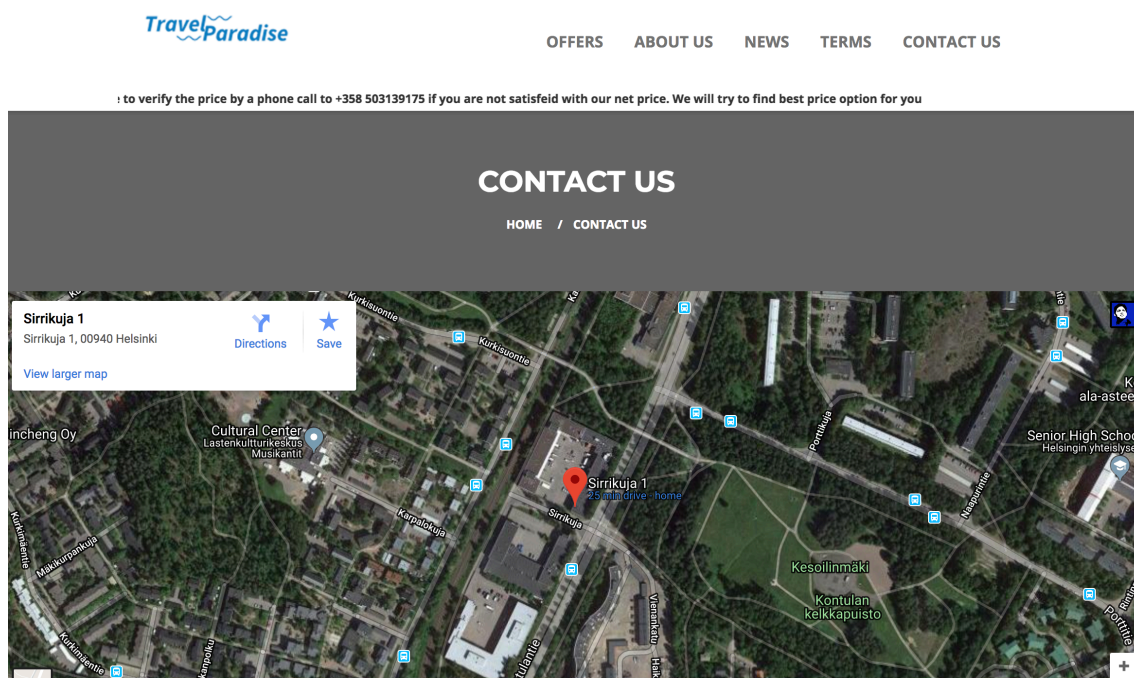 Travel
Paradise
OFFERS ABOUT US NEWS TERMS CONTACT US
to verify the price by a phone call to +358 503139175 if you are not satisfeid with our net price. We will try to find best price option for you
CONTACT US
HOME / CONTACT US
Sirrikuja 1
Sirrikuja 1, 00940 Helsinki
Directions
Save
View larger map
Kurkisuontie
Kurkisuontie
ala-astee
incheng Oy
Cultural Center
Lastenkulttuurikeskus
Musikantit
Porttikuja
Senior High Schoo
Helsingin yhteislyse
Sirrikuja 1
25 min drive - home
Naapurintie
Sirrikuja
Karpalokuja
Kurkimäentie
Mäkikurpankuja
Kesoilinmäki
Kontulan
kelkkapuisto
Vienankatu
Porttitie
Kurkimäentie